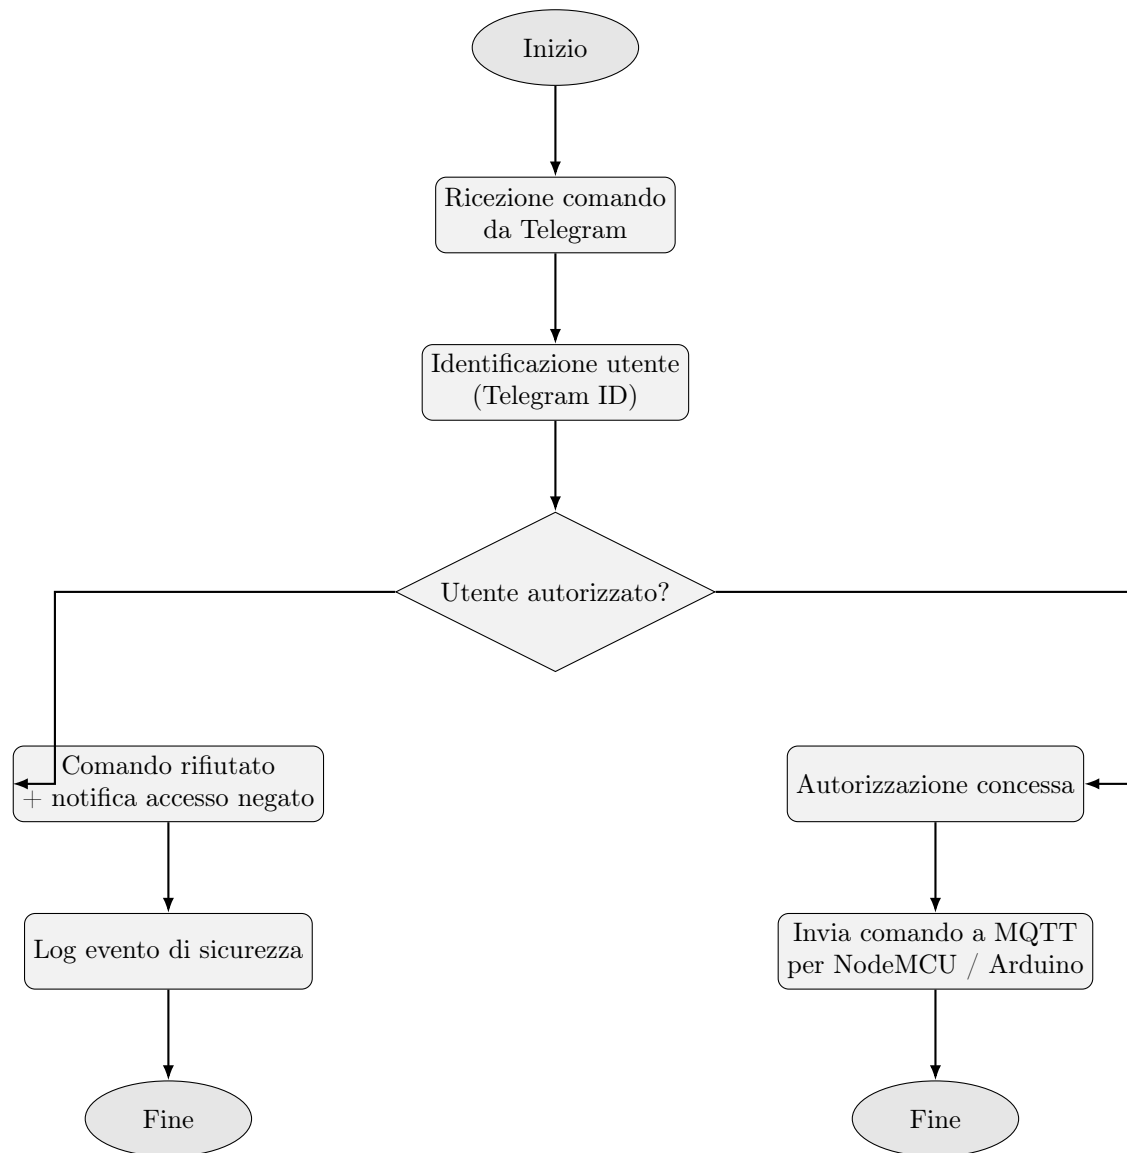 Inizio
Ricezione comando
da Telegram
Identificazione utente
(Telegram ID)
Utente autorizzato?
Comando rifiutato
+ notifica accesso negato
Autorizzazione concessa
Log evento di sicurezza
Invia comando a MQTT
per NodeMCU / Arduino
Fine
Fine